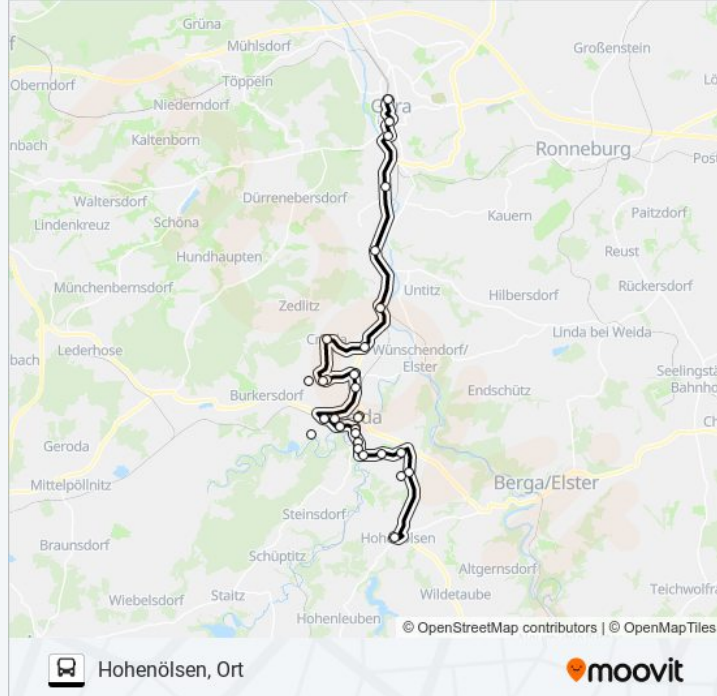 Grüna
Großenstein
Mühlsdorf
Oberndorf
Töppeln
Niederndorf
Kaltenborn
Ronneburg
Waltersdorf
Dürrenebersdorf
Lindenkreuz
Schöna
Kauern
Paitzdorf
Hundhaupten
Reust
Münchenbernsdorf
Untitz
Hilbersdorf
Rückersdorf
Zedlitz
Linda bei Weida
Lederhose
Wünschendorf/
Elster
Burkersdorf
Endschütz
Geroda
Mittelpöllnitz
Berga/Elster
Steinsdorf
Braunsdorf
Schüptitz
Algernsdorf
Wiebelsdorf
Staitz
Hohenleuben
Wildetaube
© OpenStreetMap contributors | © OpenMapTiles
Hohenölsen, Ort
moovit